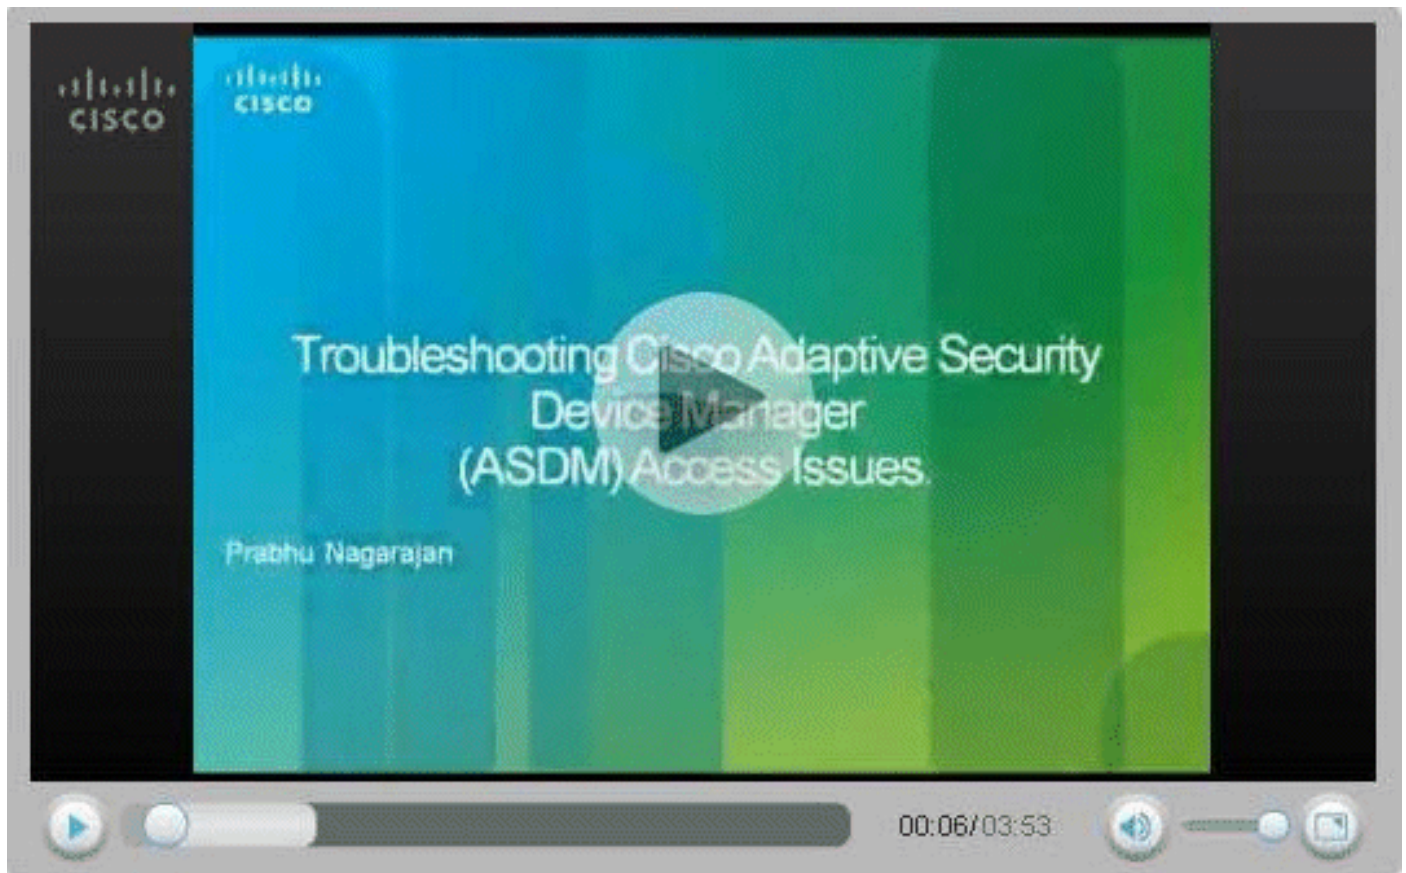 CISCO
CISCO
Troubleshooting Cisco Adaptive Security
Device Manager
(ASDM) Access Issues.
Prabhu Nagarajan
00:06/03:53